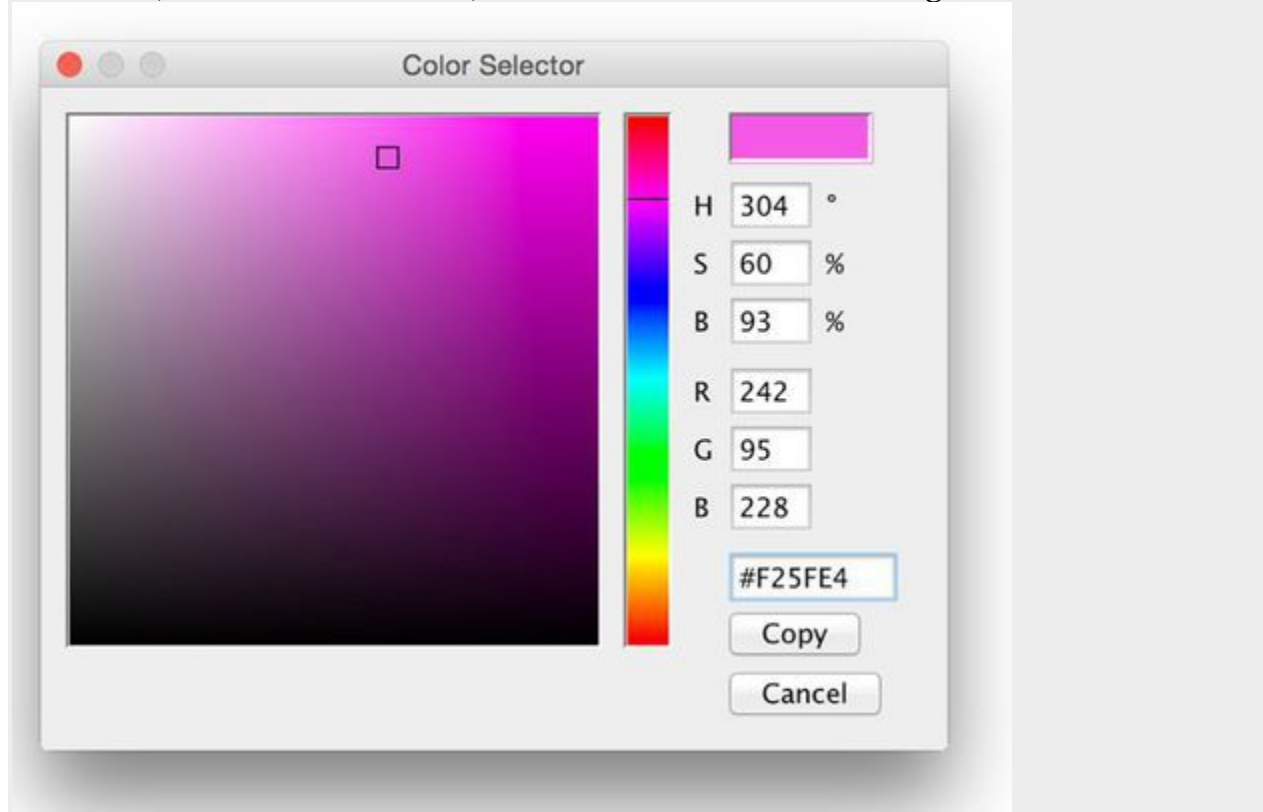 Color Selector
H 304 °
S 60 %
B 93 %
R 242
G 95
B 228
#F25FE4
Copy
Cancel